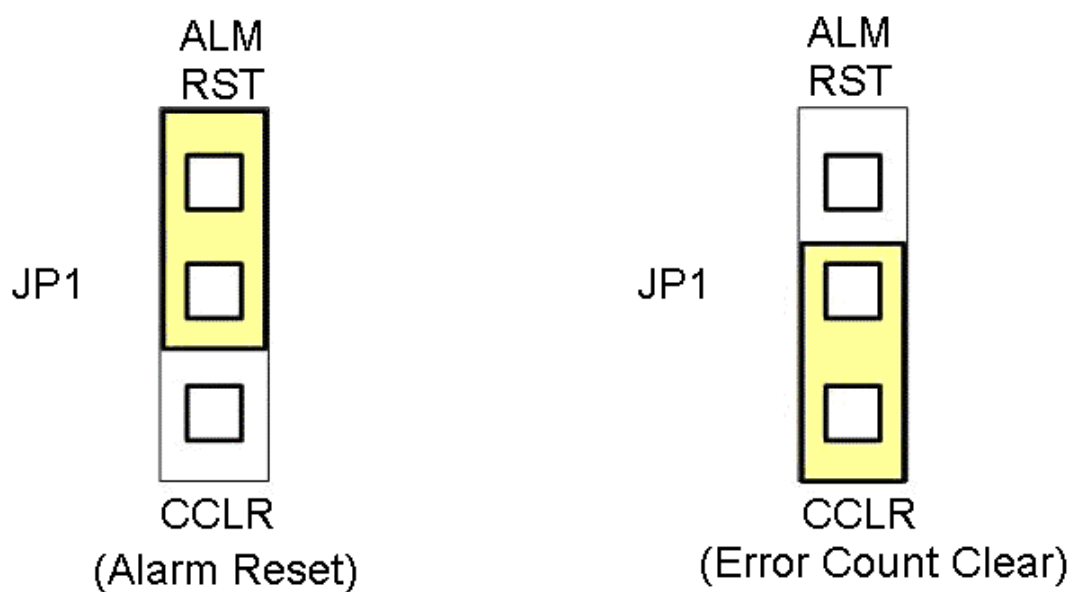 ALM
RST
JP1
CCLR
(Alarm Reset)
ALM
RST
JP1
CCLR
(Error Count Clear)